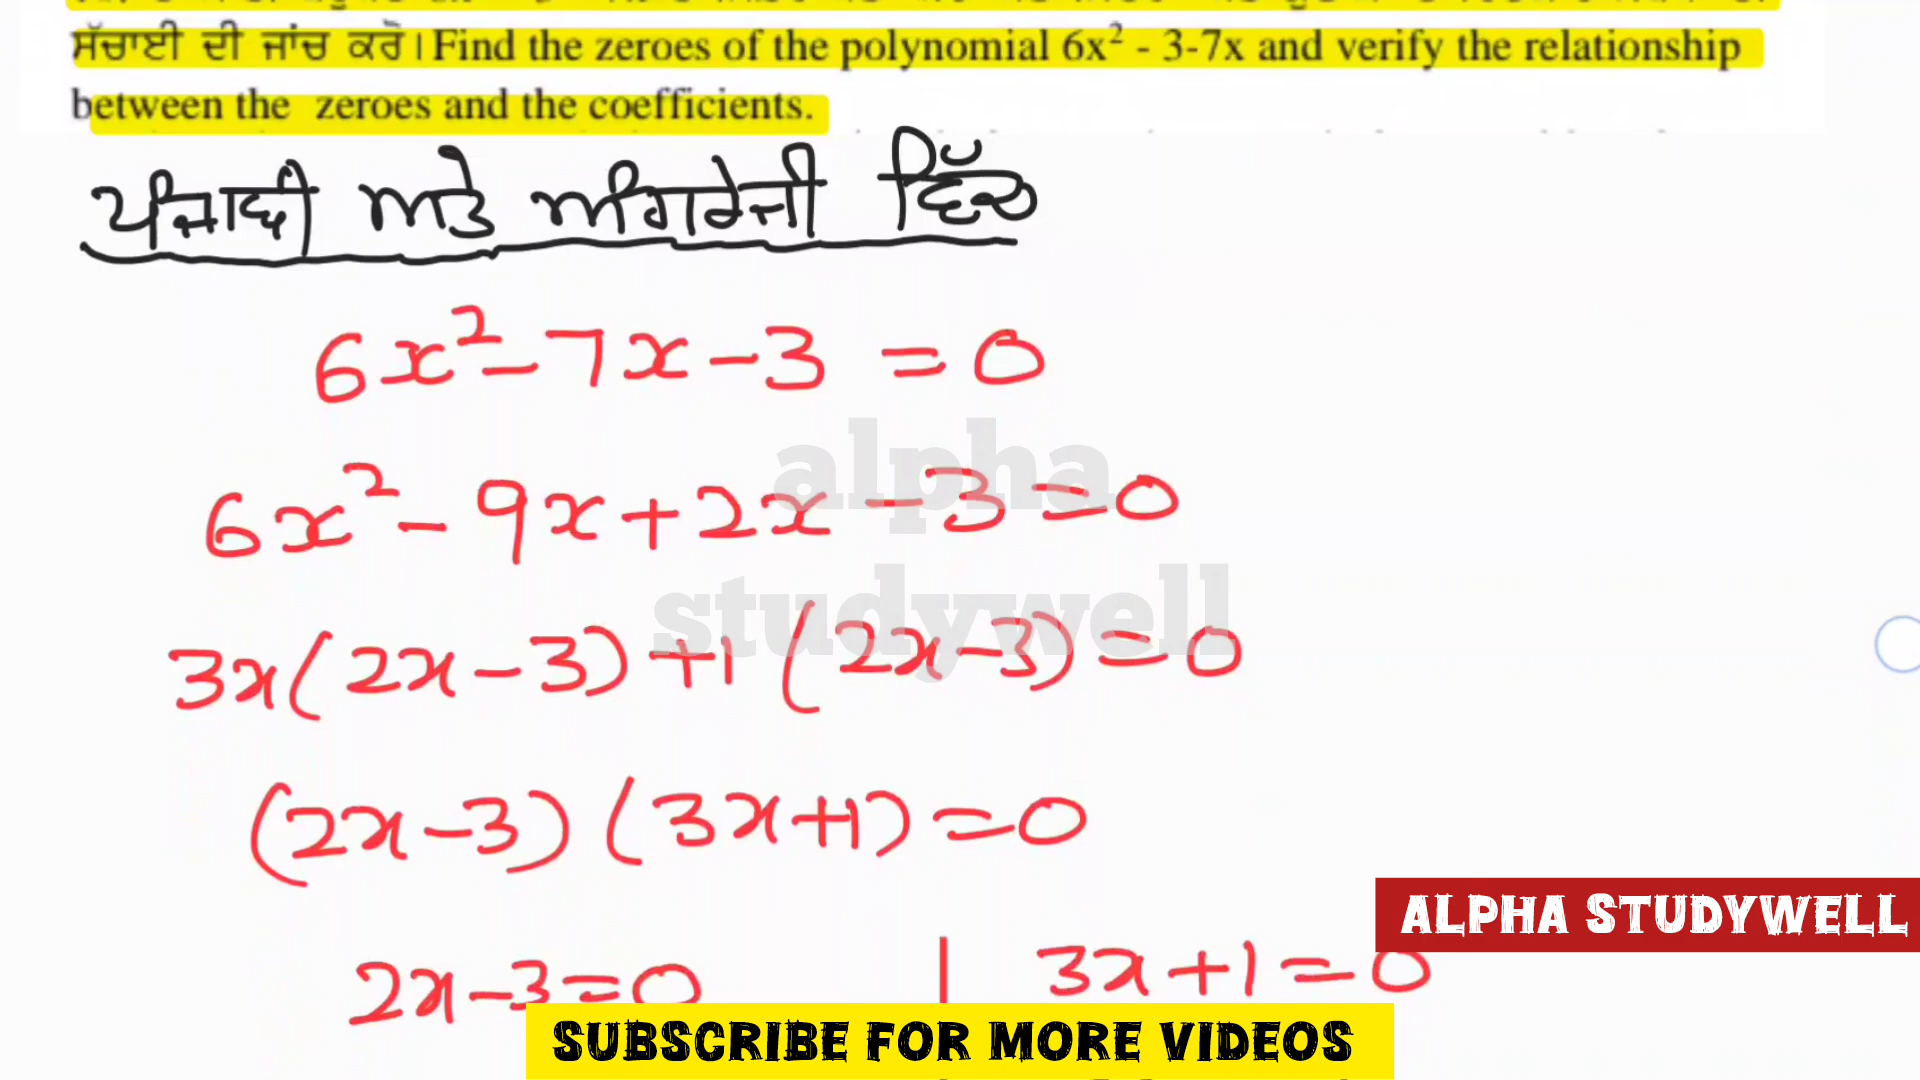 ਸੱਚਾਈ ਦੀ ਜਾਂਚ ਕਰੋ। Find the zeroes of the polynomial 6x² - 3-7x and verify the relationship
between the zeroes and the coefficients.
ਪੰਜਾਬੀ ਅਤੇ ਅੰਗਰੇਜੀ ਵਿੱਚ
6x² - 7x - 3 = 0
alpha
6x² - 9x + 2x - 3 = 0
studywell
3x(2x - 3) + 1(2x - 3) = 0
(2x - 3)(3x + 1) = 0
ALPHA STUDYWELL
2x - 3 = 0 | 3x + 1 = 0
SUBSCRIBE FOR MORE VIDEOS